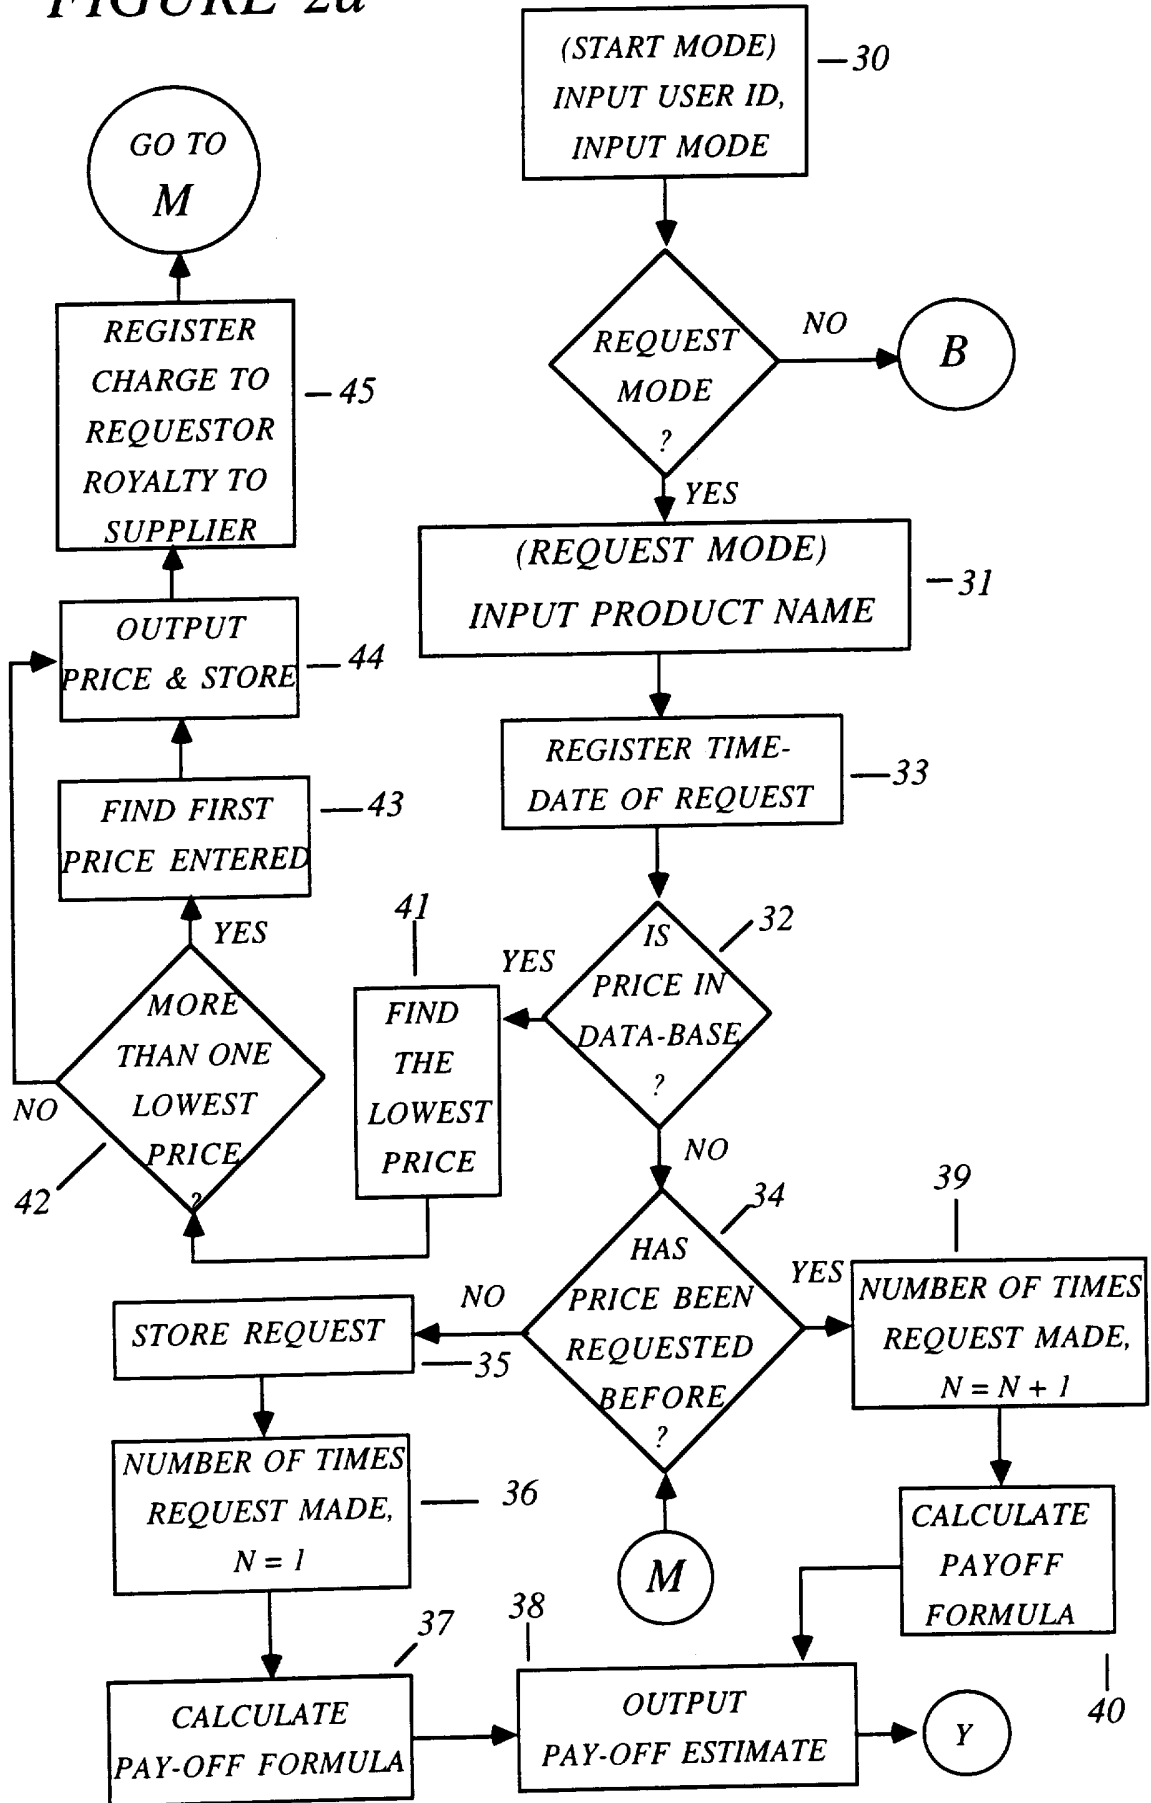 FIGURE 2a
(START MODE)
INPUT USER ID,
INPUT MODE
30
GO TO
M
REQUEST
MODE
?
NO
B
YES
REGISTER
CHARGE TO
REQUESTOR
ROYALTY TO
SUPPLIER
45
(REQUEST MODE)
INPUT PRODUCT NAME
31
OUTPUT
PRICE & STORE
44
REGISTER TIME-
DATE OF REQUEST
33
FIND FIRST
PRICE ENTERED
43
YES
MORE
THAN ONE
LOWEST
PRICE
?
NO
42
41
FIND
THE
LOWEST
PRICE
YES
IS
PRICE IN
DATA-BASE
?
32
NO
34
HAS
PRICE BEEN
REQUESTED
BEFORE
?
YES
39
NUMBER OF TIMES
REQUEST MADE,
N = N + 1
NO
STORE REQUEST
35
NUMBER OF TIMES
REQUEST MADE,
N = 1
36
M
CALCULATE
PAYOFF
FORMULA
40
37
CALCULATE
PAY-OFF FORMULA
38
OUTPUT
PAY-OFF ESTIMATE
Y